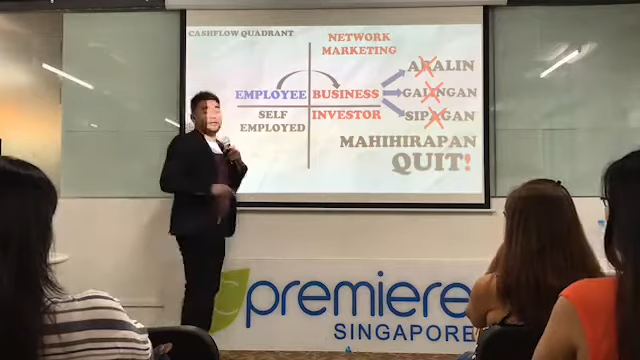 CASHFLOW QUADRANT
NETWORK
MARKETING
EMPLOYEE
BUSINESS
SELF
EMPLOYED
INVESTOR
ARALIN
GALINGAN
SIPAGAN
MAHIHIRAPAN
QUIT!
premiere
SINGAPORE